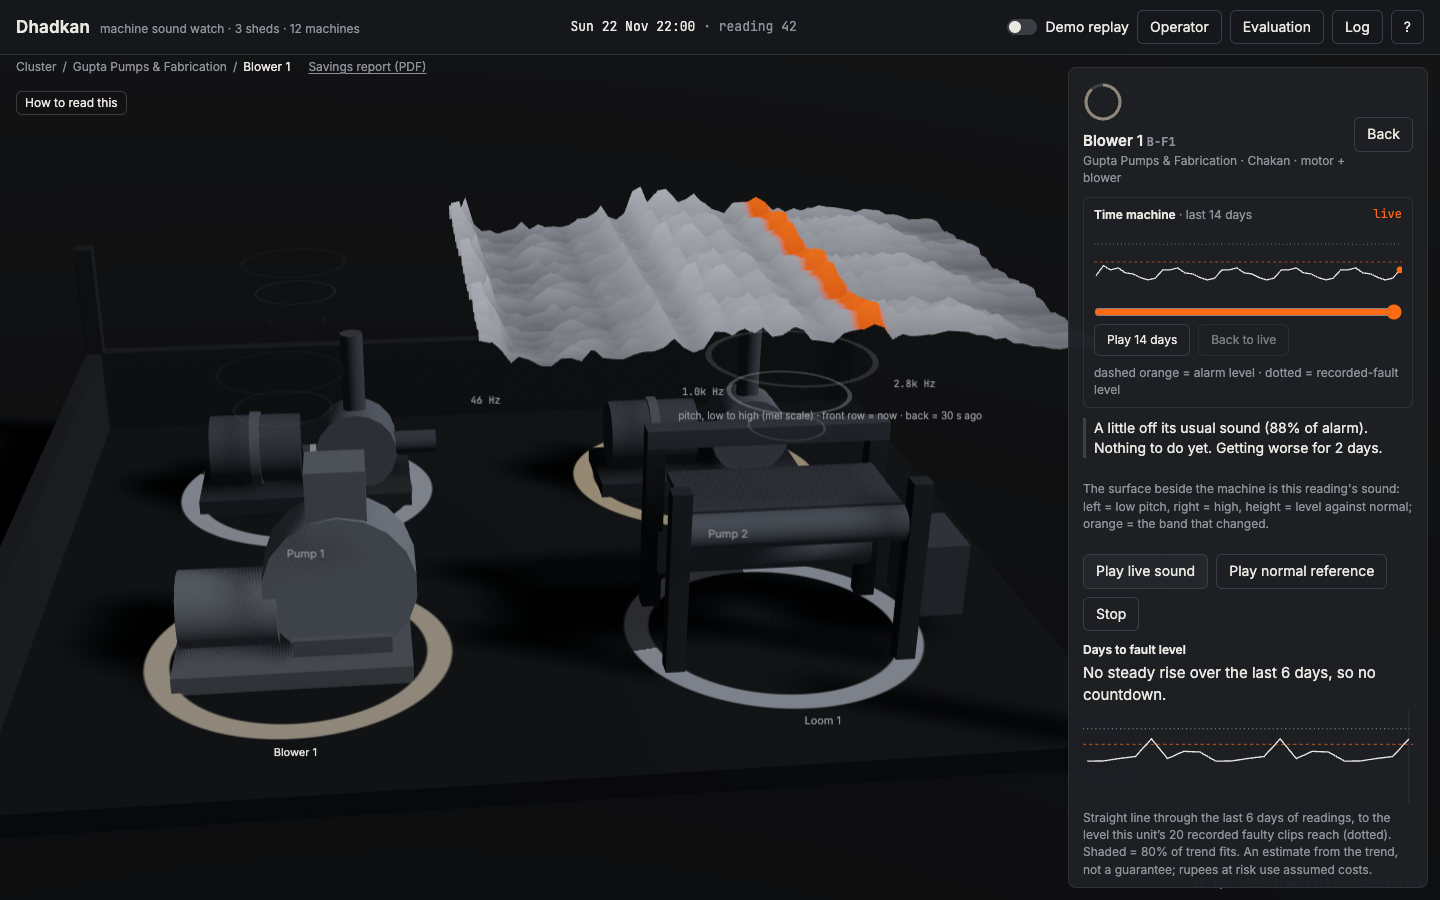 Dhadkan machine sound watch · 3 sheds · 12 machines
Sun 22 Nov 22:00 · reading 42
Demo replay
Operator
Evaluation
Log
?
Cluster / Gupta Pumps & Fabrication / Blower 1
Savings report (PDF)
How to read this
46 Hz
1.0k Hz
2.8k Hz
pitch, low to high (mel scale) · front row = now · back = 30 s ago
Pump 1
Pump 2
Loom 1
Blower 1
Blower 1 B-F1
Gupta Pumps & Fabrication · Chakan · motor +
blower
Back
Time machine · last 14 days
live
Play 14 days
Back to live
dashed orange = alarm level · dotted = recorded-fault
level
A little off its usual sound (88% of alarm).
Nothing to do yet. Getting worse for 2 days.
The surface beside the machine is this reading's sound:
left = low pitch, right = high, height = level against normal;
orange = the band that changed.
Play live sound
Play normal reference
Stop
Days to fault level
No steady rise over the last 6 days, so no
countdown.
Straight line through the last 6 days of readings, to the
level this unit's 20 recorded faulty clips reach (dotted).
Shaded = 80% of trend fits. An estimate from the trend,
not a guarantee; rupees at risk use assumed costs.